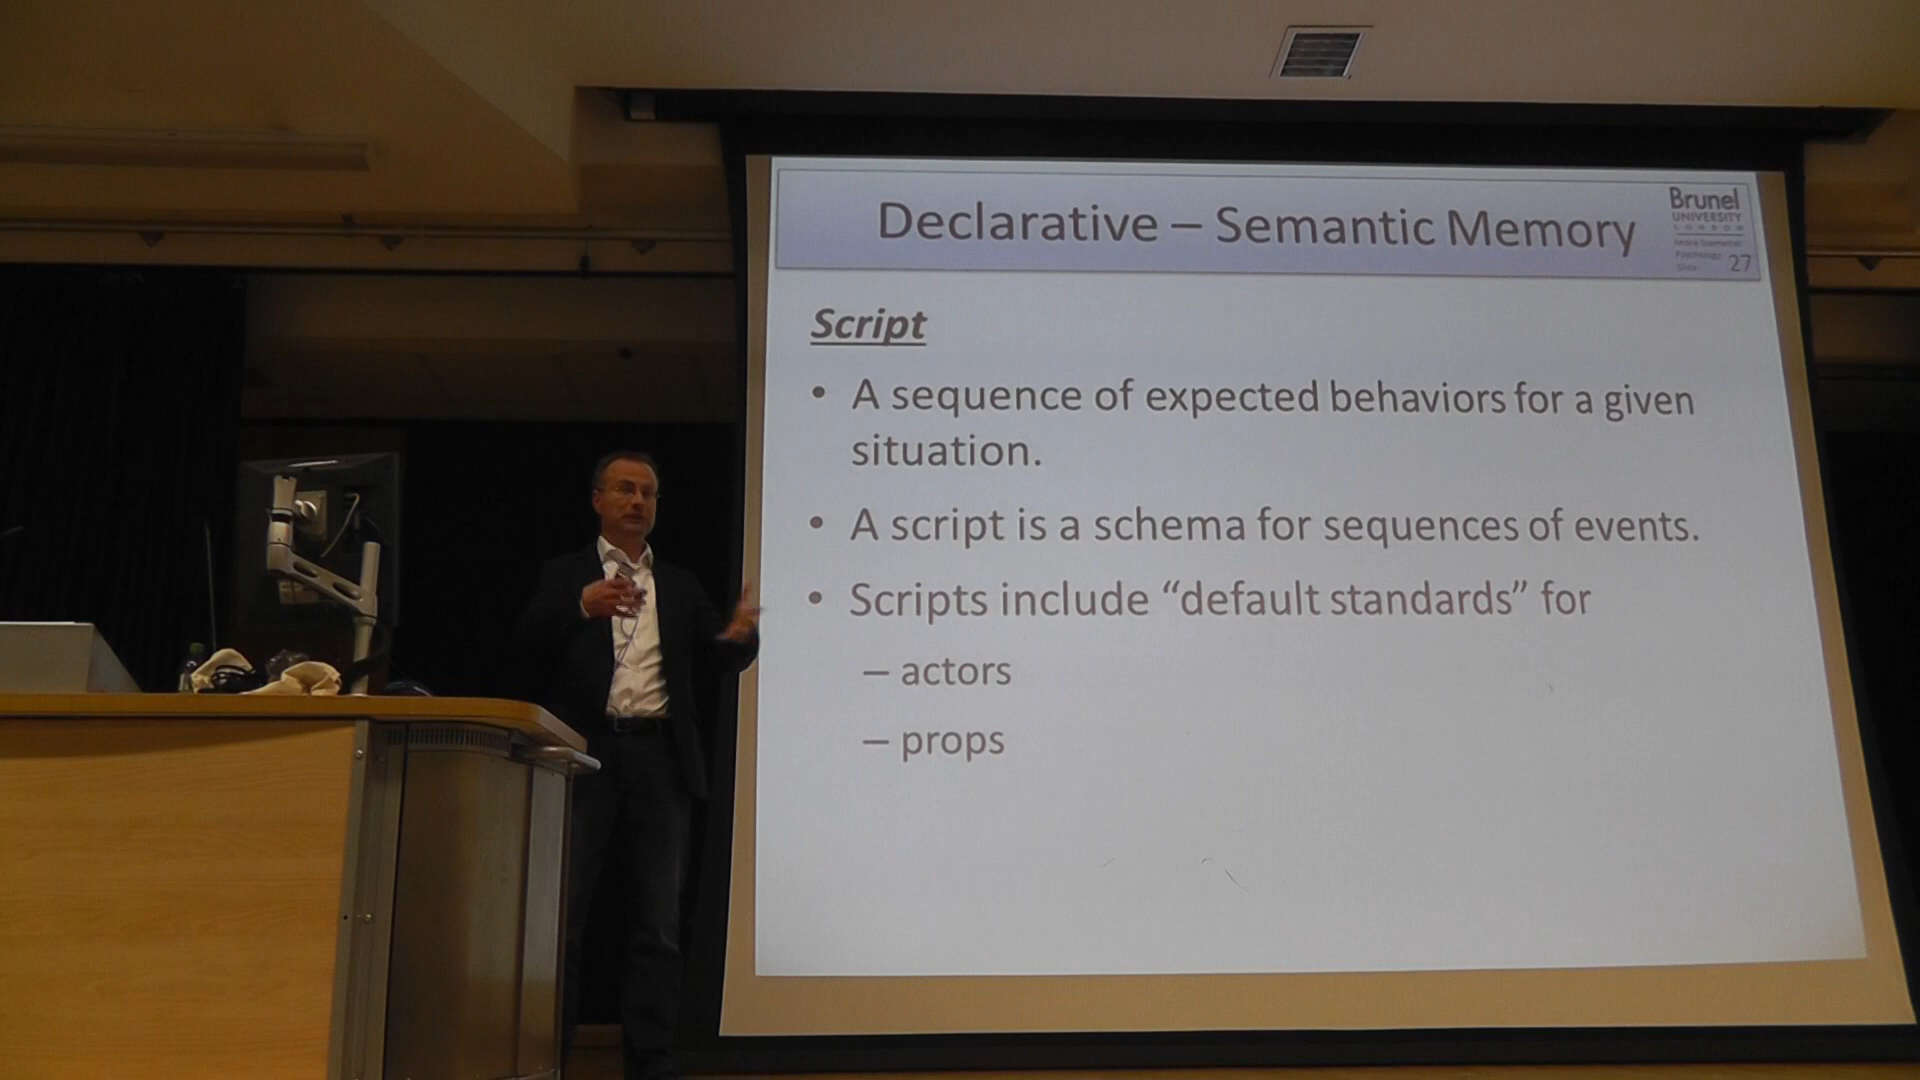 Declarative – Semantic Memory
Brunel
UNIVERSITY
LONDON
27
Script
• A sequence of expected behaviors for a given
situation.
• A script is a schema for sequences of events.
• Scripts include “default standards” for
– actors
– props